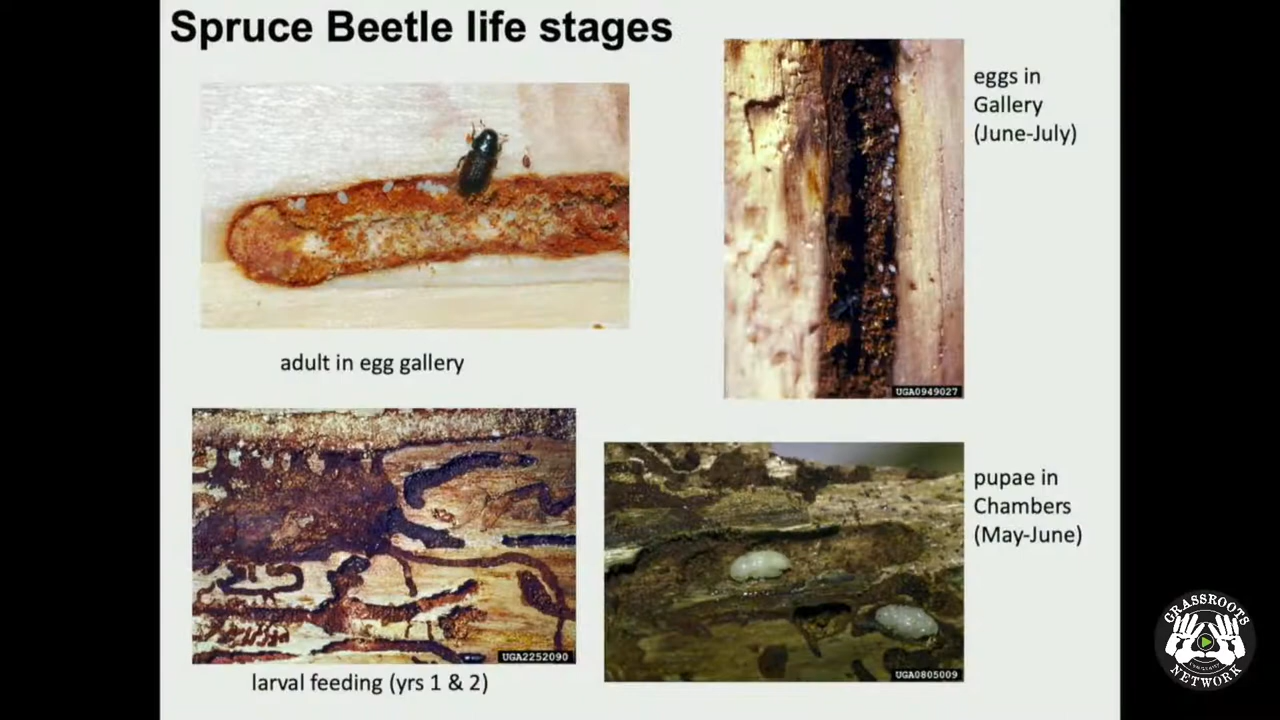 Spruce Beetle life stages
eggs in
Gallery
(June-July)
adult in egg gallery
UGA0949027
pupae in
Chambers
(May-June)
UGA2252090
UGA0805009
larval feeding (yrs 1 & 2)
GRASSROOTS
NETWORK